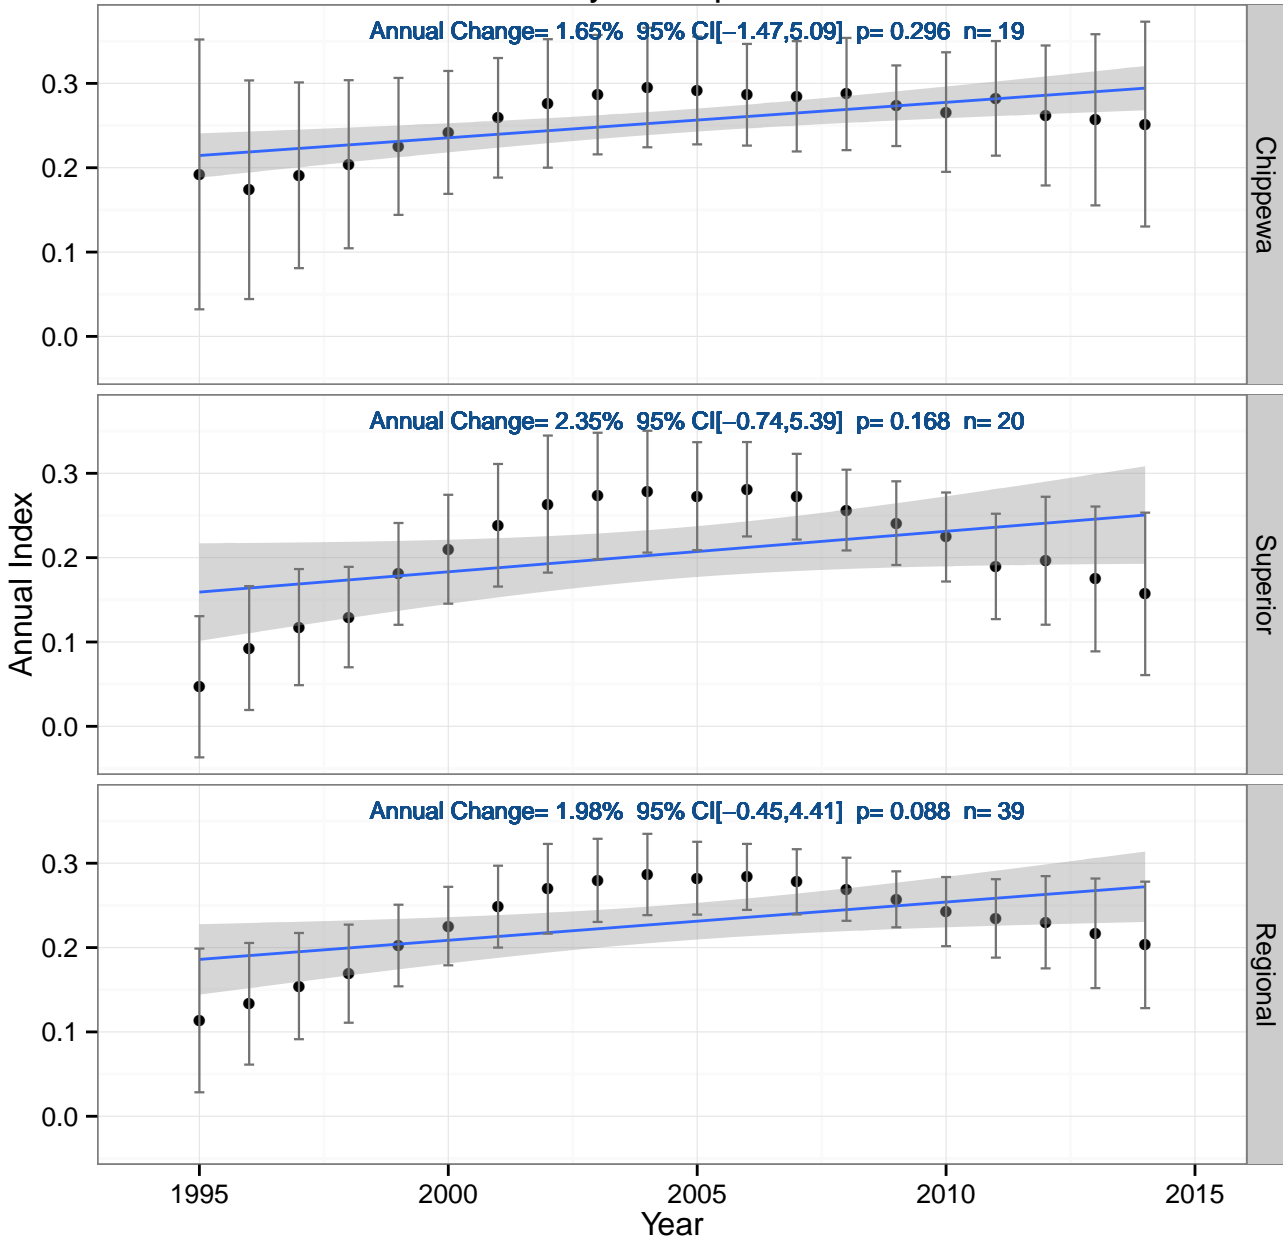 Annual Change= 1.65%  95% CI[−1.47,5.09]  p= 0.296  n= 19
0.3
0.2
0.1
0.0
Chippewa
Annual Change= 2.35%  95% CI[−0.74,5.39]  p= 0.168  n= 20
0.3
0.2
0.1
0.0
Superior
Annual Index
Annual Change= 1.98%  95% CI[−0.45,4.41]  p= 0.088  n= 39
0.3
0.2
0.1
0.0
Regional
1995 2000 2005 2010 2015
Year